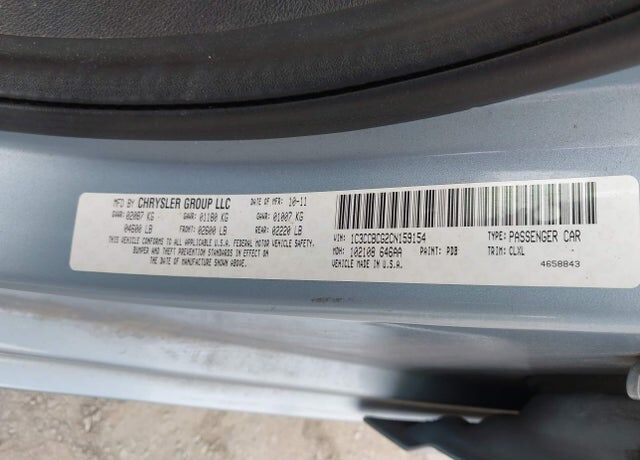 MFD BY CHRYSLER GROUP LLC DATE OF MFR 10-11
GVWR: 02087 KG GAWR 01180 KG GAWR 01007 KG
04600 LB FRONT: 02600 LB REAR: 02220 LB
THIS VEHICLE CONFORMS TO ALL APPLICABLE U.S.A. FEDERAL MOTOR VEHICLE SAFETY,
BUMPER AND THEFT PREVENTION STANDARDS IN EFFECT ON
THE DATE OF MANUFACTURE SHOWN ABOVE.
VIN: 1C3CCBCG2CN159154 TYPE: PASSENGER CAR
MDH: 102108 646AA PAINT: PDB TRIM: CLXL
VEHICLE MADE IN U.S.A. 4658843